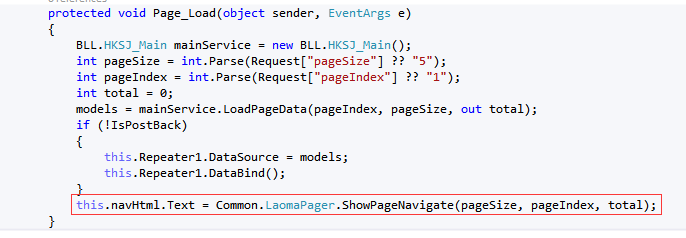 protected void Page_Load(object sender, EventArgs e)
{
BLL.HKSJ_Main mainService = new BLL.HKSJ_Main();
int pageSize = int.Parse(Request["pageSize"] ?? "5");
int pageIndex = int.Parse(Request["pageIndex"] ?? "1");
int total = 0;
models = mainService.LoadPageData(pageIndex, pageSize, out total);
if (!IsPostBack)
{
this.Repeater1.DataSource = models;
this.Repeater1.DataBind();
}
this.navHtml.Text = Common.LaomaPager.ShowPageNavigate(pageSize, pageIndex, total);
}